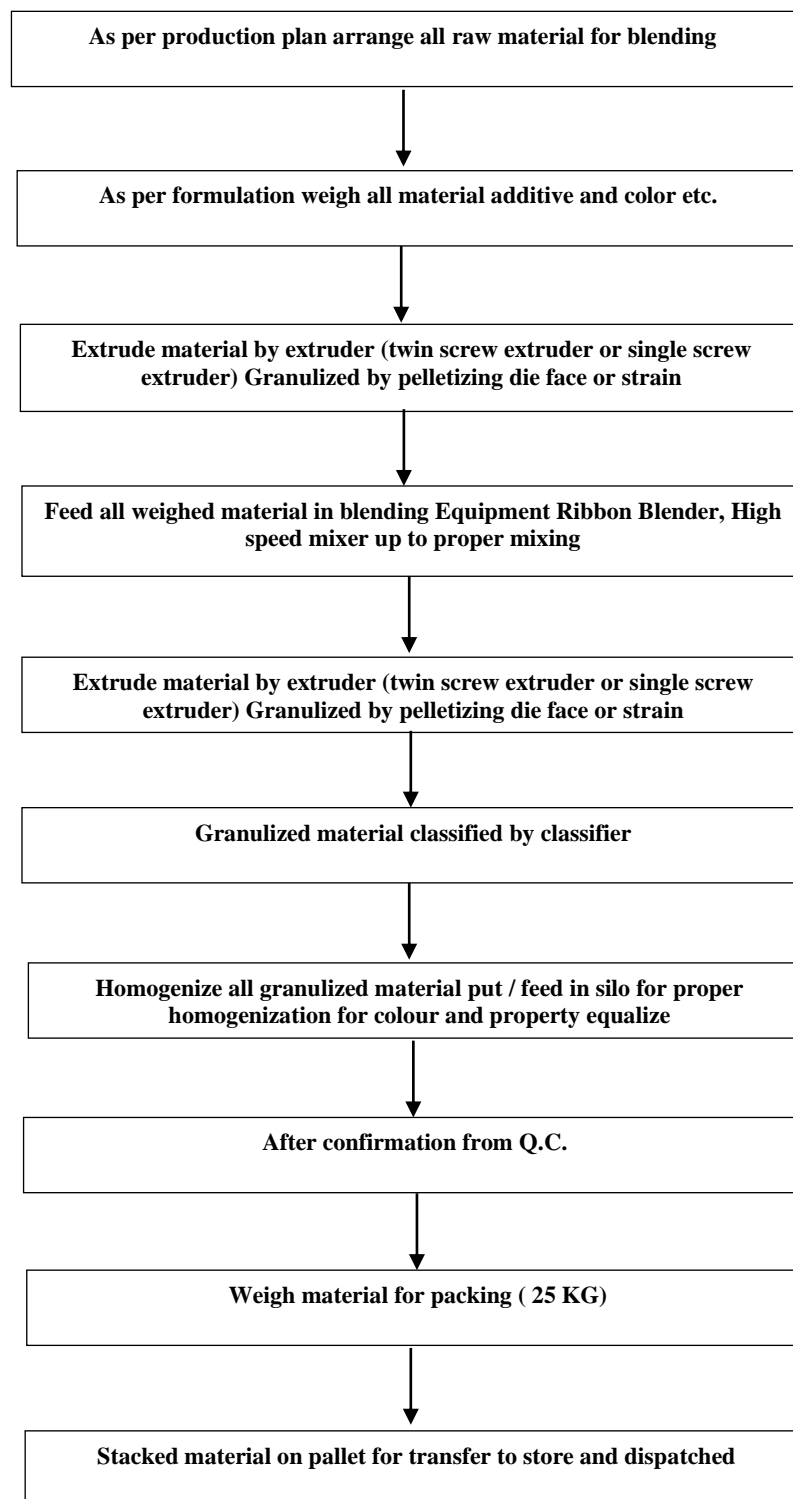 As per production plan arrange all raw material for blending
As per formulation weigh all material additive and color etc.
Extrude material by extruder (twin screw extruder or single screw
extruder) Granulized by pelletizing die face or strain
Feed all weighed material in blending Equipment Ribbon Blender, High
speed mixer up to proper mixing
Extrude material by extruder (twin screw extruder or single screw
extruder) Granulized by pelletizing die face or strain
Granulized material classified by classifier
Homogenize all granulized material put / feed in silo for proper
homogenization for colour and property equalize
After confirmation from Q.C.
Weigh material for packing ( 25 KG)
Stacked material on pallet for transfer to store and dispatched